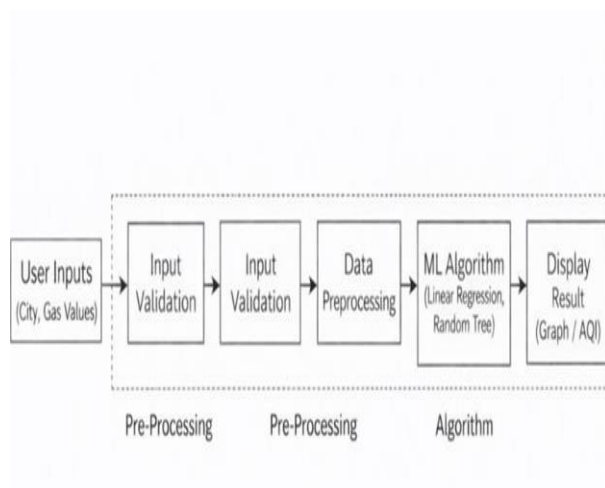 User Inputs
(City, Gas Values)
Input
Validation
Input
Validation
Data
Preprocessing
ML Algorithm
(Linear Regression,
Random Tree)
Display
Result
(Graph / AQI)
Pre-Processing
Pre-Processing
Algorithm